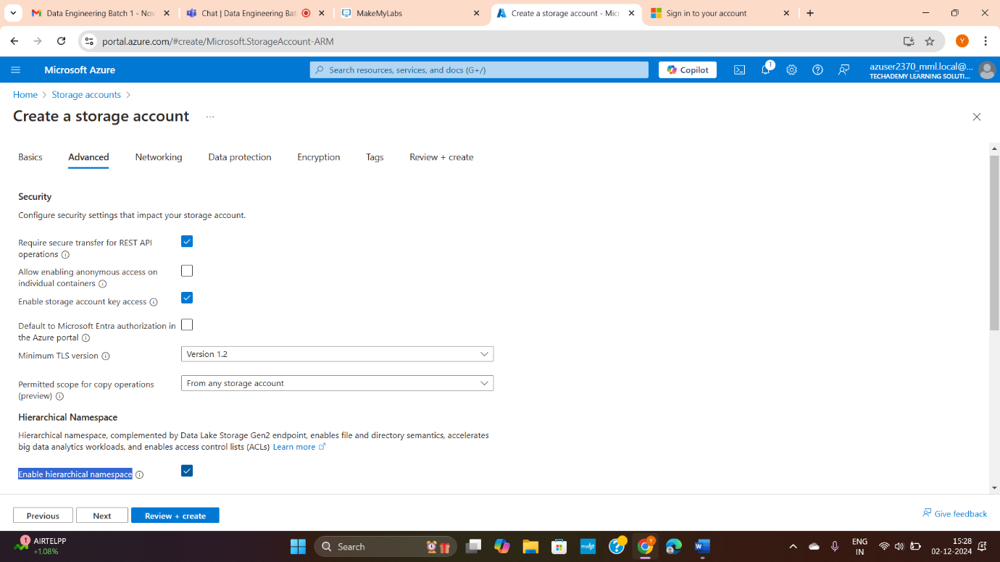 Data Engineering Batch 1 - Nov
Chat | Data Engineering Bat
MakeMyLabs
Create a storage account - Micr
Sign in to your account
portal.azure.com/#create/Microsoft.StorageAccount-ARM
Y
Microsoft Azure
Search resources, services, and docs (G+/)
Copilot
1
azuser2370_mml.local@...
TECHADEMY LEARNING SOLUTI...
Home > Storage accounts >
Create a storage account ...
Basics Advanced Networking Data protection Encryption Tags Review + create
Security
Configure security settings that impact your storage account.
Require secure transfer for REST API
operations
Allow enabling anonymous access on
individual containers
Enable storage account key access
Default to Microsoft Entra authorization in
the Azure portal
Minimum TLS version
Version 1.2
Permitted scope for copy operations
(preview)
From any storage account
Hierarchical Namespace
Hierarchical namespace, complemented by Data Lake Storage Gen2 endpoint, enables file and directory semantics, accelerates
big data analytics workloads, and enables access control lists (ACLs) Learn more
Enable hierarchical namespace
Previous
Next
Review + create
Give feedback
1
AIRTELPP
+1.08%
Search
myhp
Y
W
ENG
IN
15:28
02-12-2024